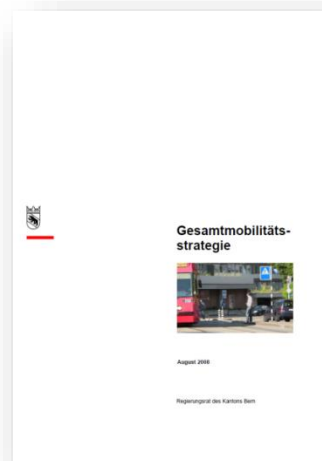 Gesamtmobilitäts-
strategie
August 2008
Regierungsrat des Kantons Bern